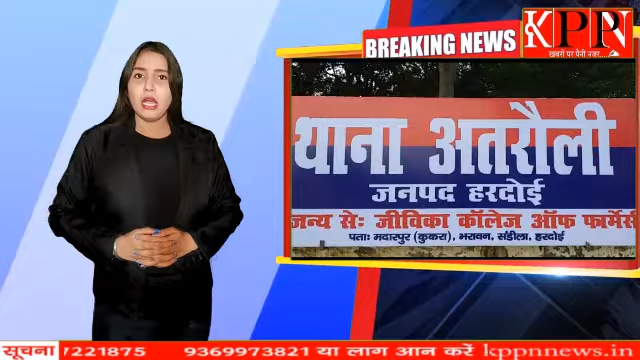 BREAKING NEWS
KPN
खबरों पर पैनी नजर...
थाना अतरौली
जनपद हरदोई
जन्य से: जीविका कॉलेज ऑफ फार्मेस
पता: मदारपुर (कुकरा), भरावन, संडीला, हरदोई
सूचना 7221875 9369973821 या लाग आन करें kppnnews.in